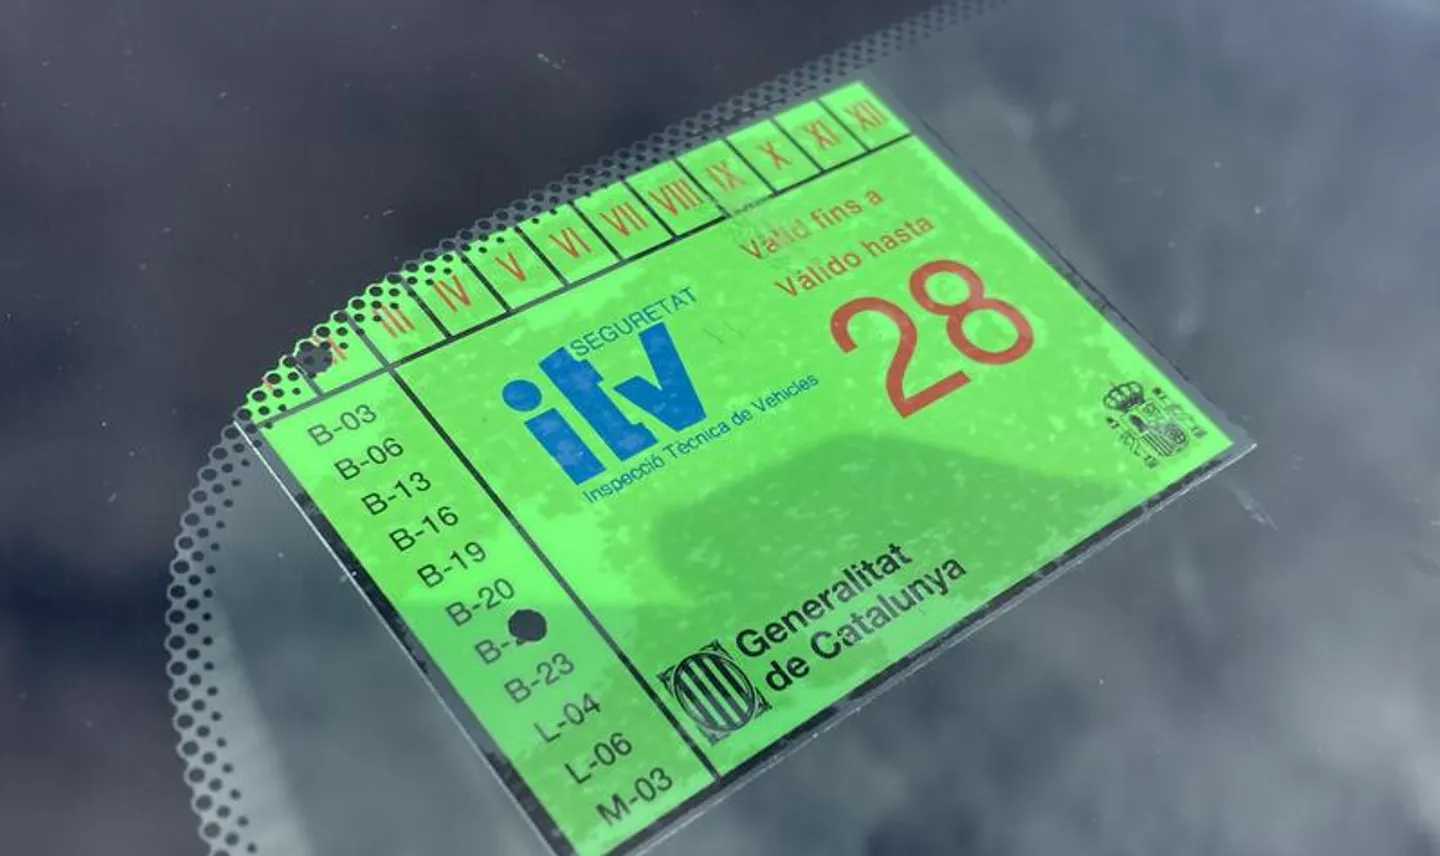 III IV V VI VII VIII IX X XI XII
Vàlid fins a
Válido hasta
28
SEGURETAT
itv
Inspecció Tècnica de Vehicles
B-03
B-06
B-13
B-16
B-19
B-20
B-23
L-04
L-06
M-03
Generalitat
de Catalunya